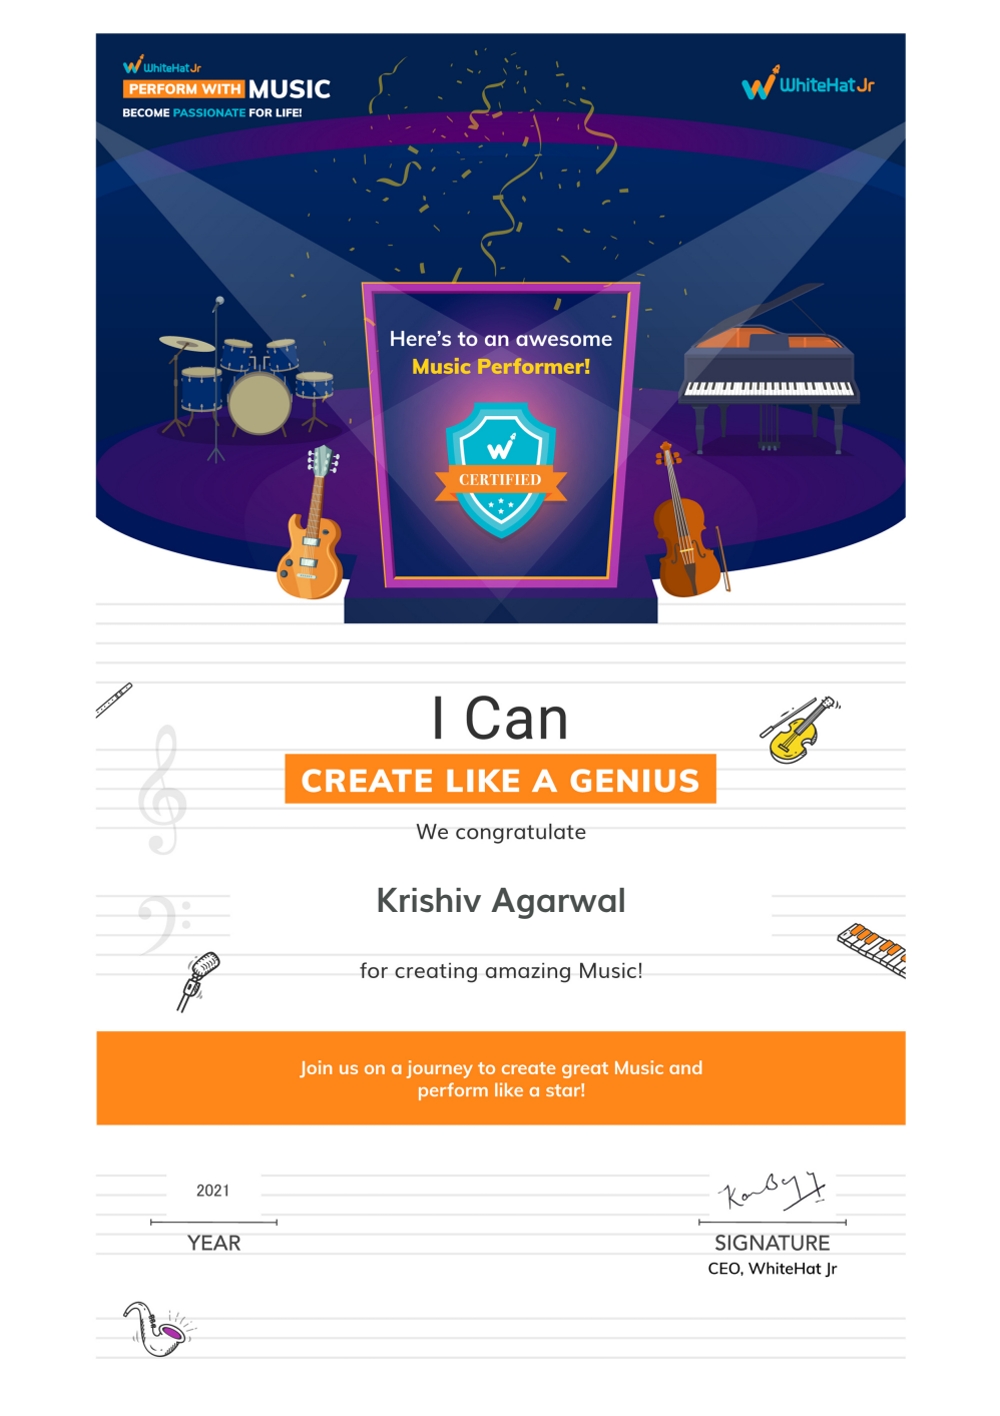 WhiteHat Jr
PERFORM WITH MUSIC
BECOME PASSIONATE FOR LIFE!
WhiteHat Jr
Here's to an awesome
Music Performer!
CERTIFIED
I Can
CREATE LIKE A GENIUS
We congratulate
Krishiv Agarwal
for creating amazing Music!
Join us on a journey to create great Music and
perform like a star!
2021
YEAR
SIGNATURE
CEO, WhiteHat Jr